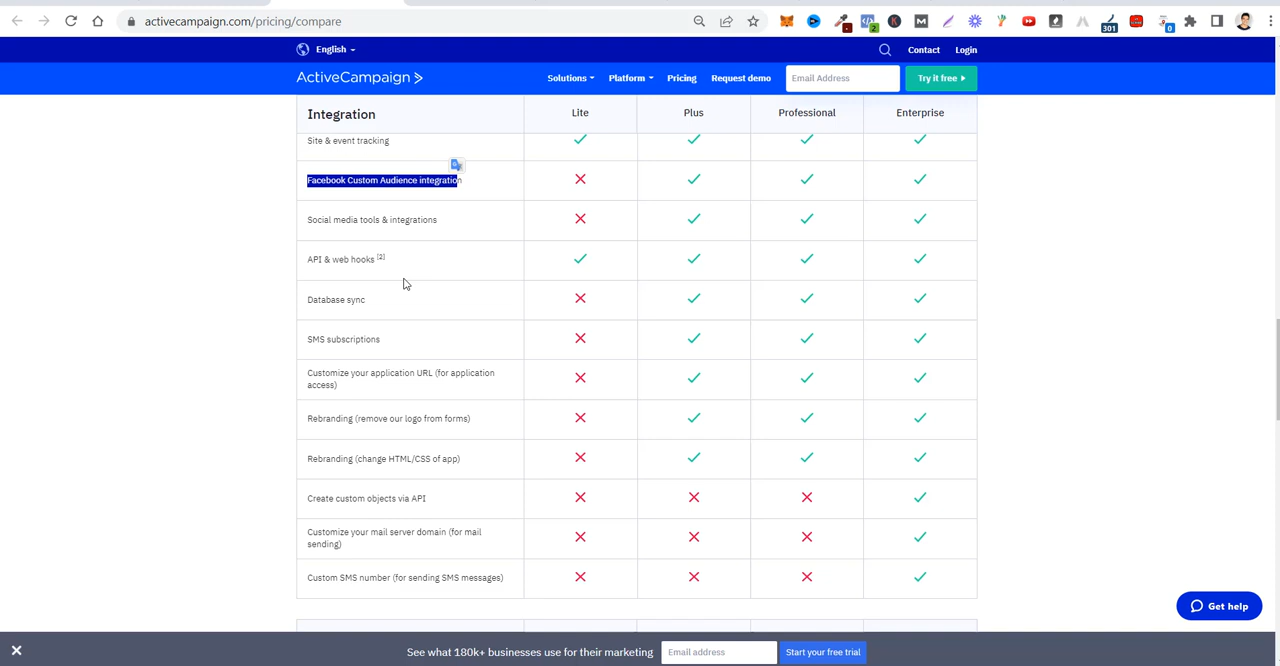 activecampaign.com/pricing/compare
2
301
0
English
Contact
Login
ActiveCampaign >
Solutions
Platform
Pricing
Request demo
Email Address
Try it free
Integration
Lite
Plus
Professional
Enterprise
Site & event tracking
Facebook Custom Audience integration
Social media tools & integrations
API & web hooks [2]
Database sync
SMS subscriptions
Customize your application URL (for application
access)
Rebranding (remove our logo from forms)
Rebranding (change HTML/CSS of app)
Create custom objects via API
Customize your mail server domain (for mail
sending)
Custom SMS number (for sending SMS messages)
Get help
See what 180k+ businesses use for their marketing
Email address
Start your free trial